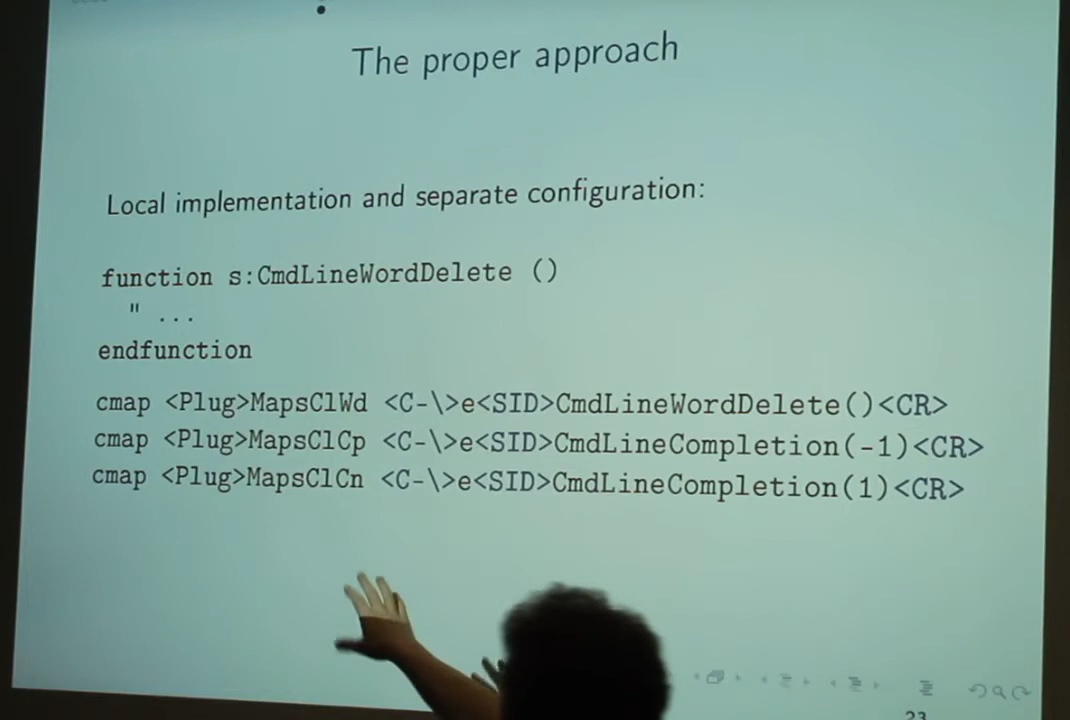 The proper approach
Local implementation and separate configuration:
function s:CmdLineWordDelete ()
" ...
endfunction
cmap <Plug>MapsClWd <C-\>e<SID>CmdLineWordDelete()<CR>
cmap <Plug>MapsClCp <C-\>e<SID>CmdLineCompletion(-1)<CR>
cmap <Plug>MapsClCn <C-\>e<SID>CmdLineCompletion(1)<CR>
23